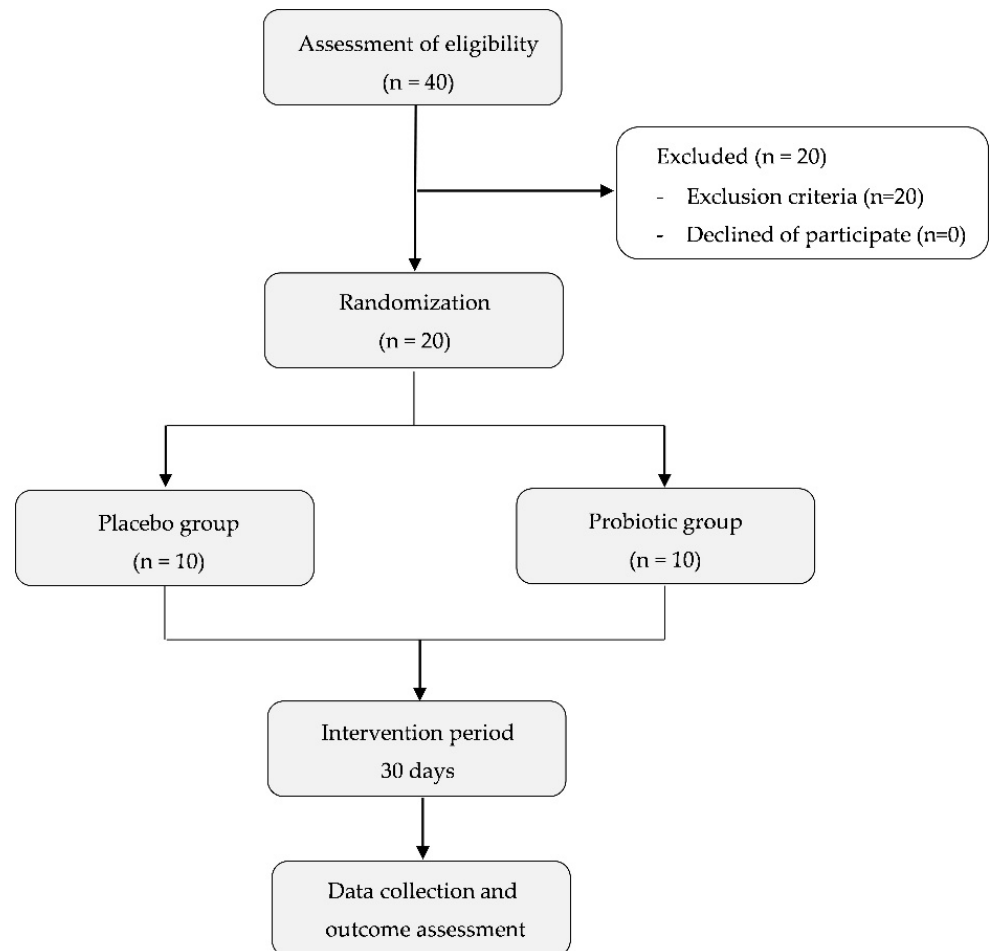 Assessment of eligibility
(n = 40)
Excluded (n = 20)
- Exclusion criteria (n=20)
- Declined of participate (n=0)
Randomization
(n = 20)
Placebo group
(n = 10)
Probiotic group
(n = 10)
Intervention period
30 days
Data collection and
outcome assessment